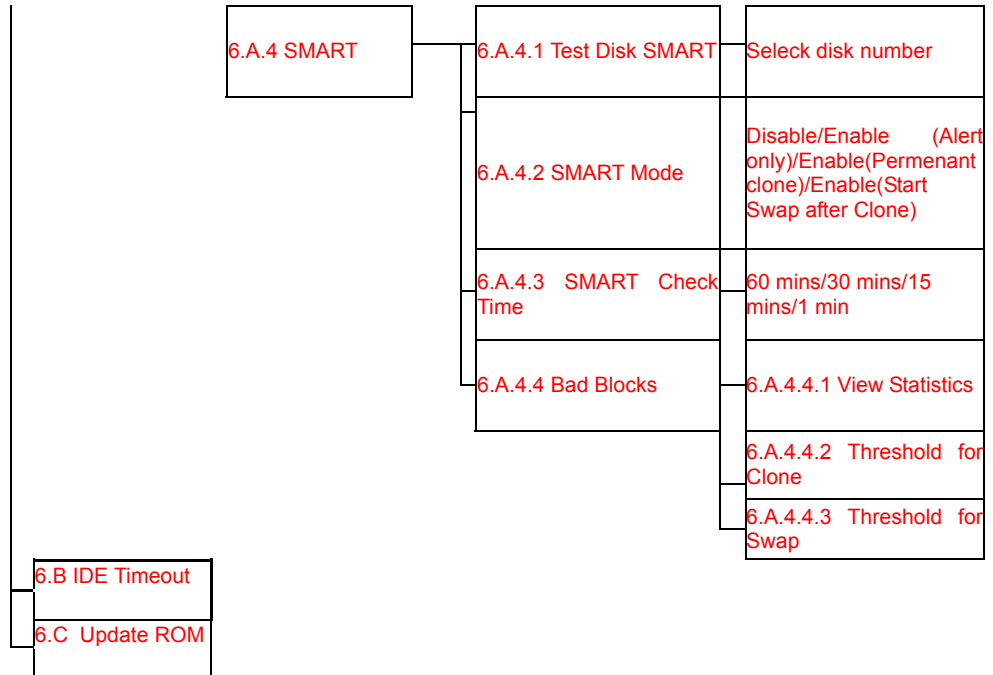 6.A.4 SMART
6.A.4.1 Test Disk SMART
Seleck disk number
6.A.4.2 SMART Mode
Disable/Enable (Alert
only)/Enable(Permenant
clone)/Enable(Start
Swap after Clone)
6.A.4.3 SMART Check
Time
60 mins/30 mins/15
mins/1 min
6.A.4.4 Bad Blocks
6.A.4.4.1 View Statistics
6.A.4.4.2 Threshold for
Clone
6.A.4.4.3 Threshold for
Swap
6.B IDE Timeout
6.C Update ROM